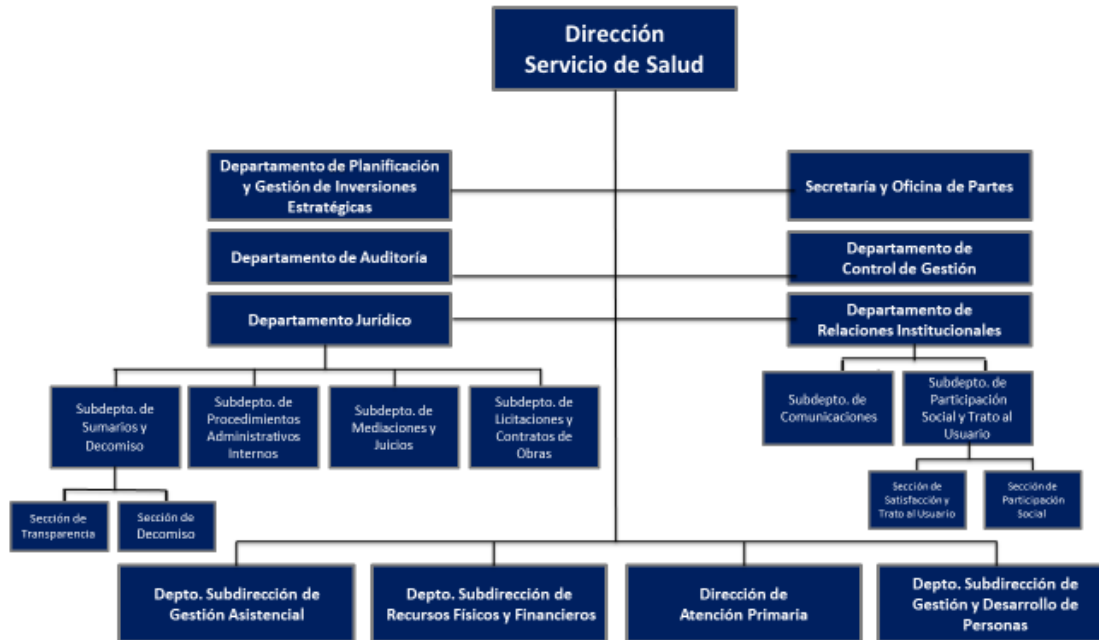 Dirección
Servicio de Salud
Departamento de Planificación
y Gestión de Inversiones
Estratégicas
Secretaría y Oficina de Partes
Departamento de Auditoría
Departamento de
Control de Gestión
Departamento Jurídico
Departamento de
Relaciones Institucionales
Subdepto. de
Sumarios y
Decomiso
Subdepto. de
Procedimientos
Administrativos
Internos
Subdepto. de
Mediaciones y
Juicios
Subdepto. de
Licitaciones y
Contratos de
Obras
Subdepto. de
Comunicaciones
Subdepto. de
Participación
Social y Trato al
Usuario
Sección de
Transparencia
Sección de
Decomiso
Sección de
Satisfacción y
Trato al Usuario
Sección de
Participación
Social
Depto. Subdirección de
Gestión Asistencial
Depto. Subdirección de
Recursos Físicos y Financieros
Dirección de
Atención Primaria
Depto. Subdirección de
Gestión y Desarrollo de
Personas